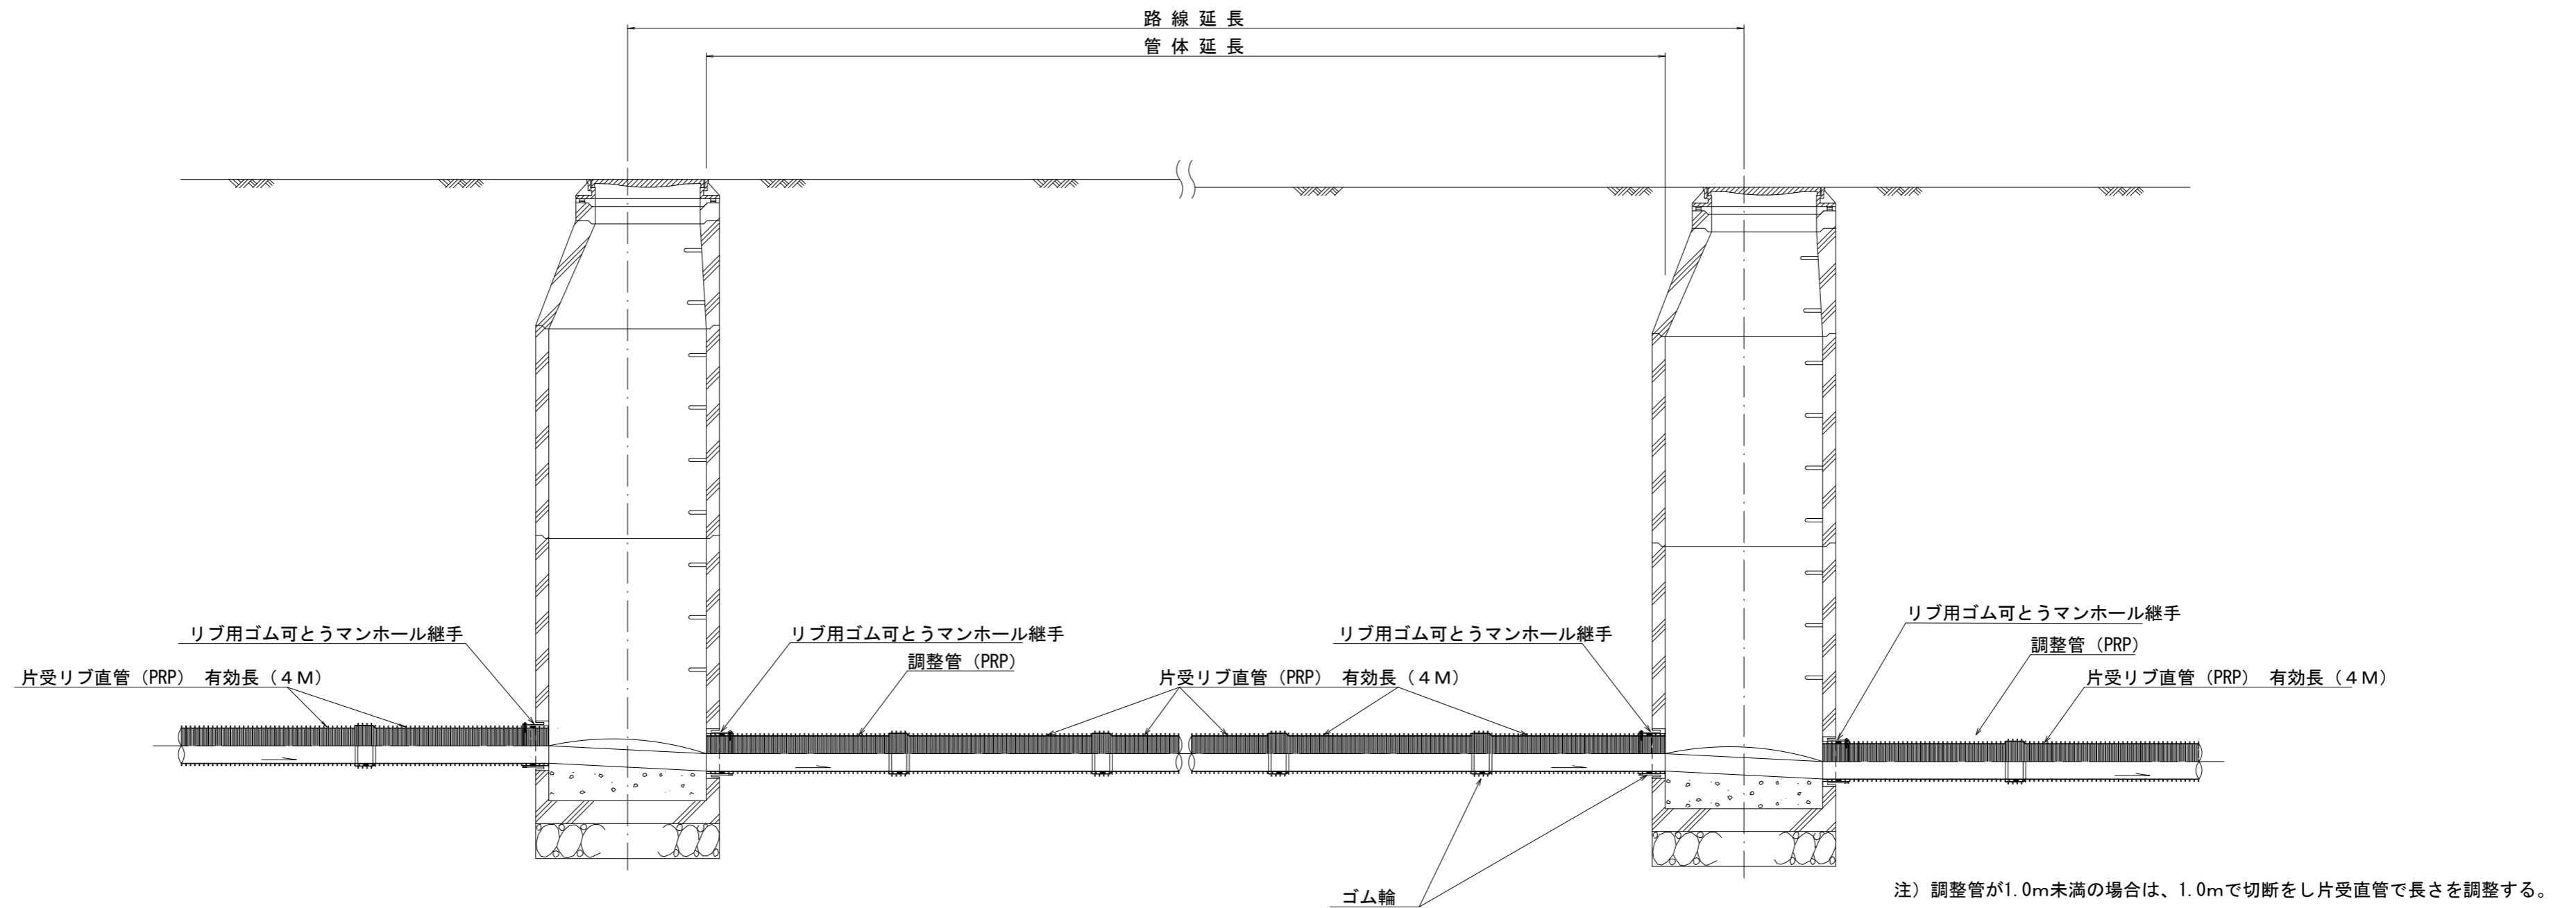 路 線 延 長
管 体 延 長
リブ用ゴム可とうマンホール継手
片受リブ直管（PRP） 有効長（４Ｍ）
リブ用ゴム可とうマンホール継手
調整管（PRP）
リブ用ゴム可とうマンホール継手
片受リブ直管（PRP） 有効長（４Ｍ）
リブ用ゴム可とうマンホール継手
調整管（PRP）
片受リブ直管（PRP） 有効長（４Ｍ）
ゴム輪
注）調整管が1.0m未満の場合は、1.0mで切断をし片受直管で長さを調整する。